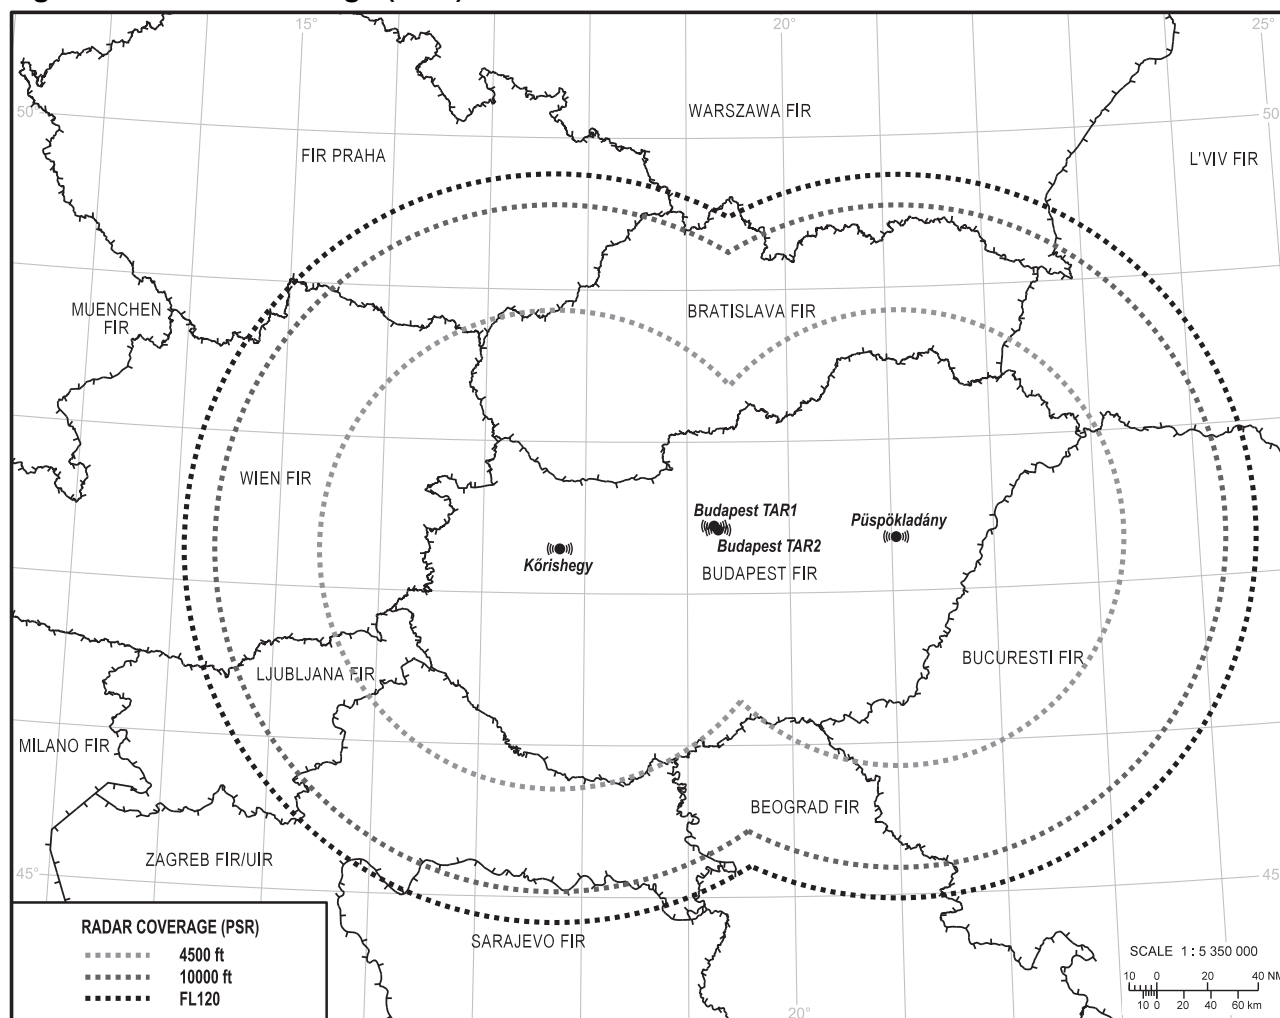 15°
20°
25°
50°
50
WARSZAWA FIR
FIR PRAHA
L'VIV FIR
MUENCHEN
FIR
BRATISLAVA FIR
WIEN FIR
Budapest TAR1
Budapest TAR2
Püspökladány
Kőrishegy
BUDAPEST FIR
LJUBLJANA FIR
BUCURESTI FIR
MILANO FIR
BEOGRAD FIR
ZAGREB FIR/UIR
45°
45
SARAJEVO FIR
RADAR COVERAGE (PSR)
4500 ft
10000 ft
FL120
SCALE 1 : 5 350 000
10 0 20 40 NM
10 0 20 40 60 km
20°